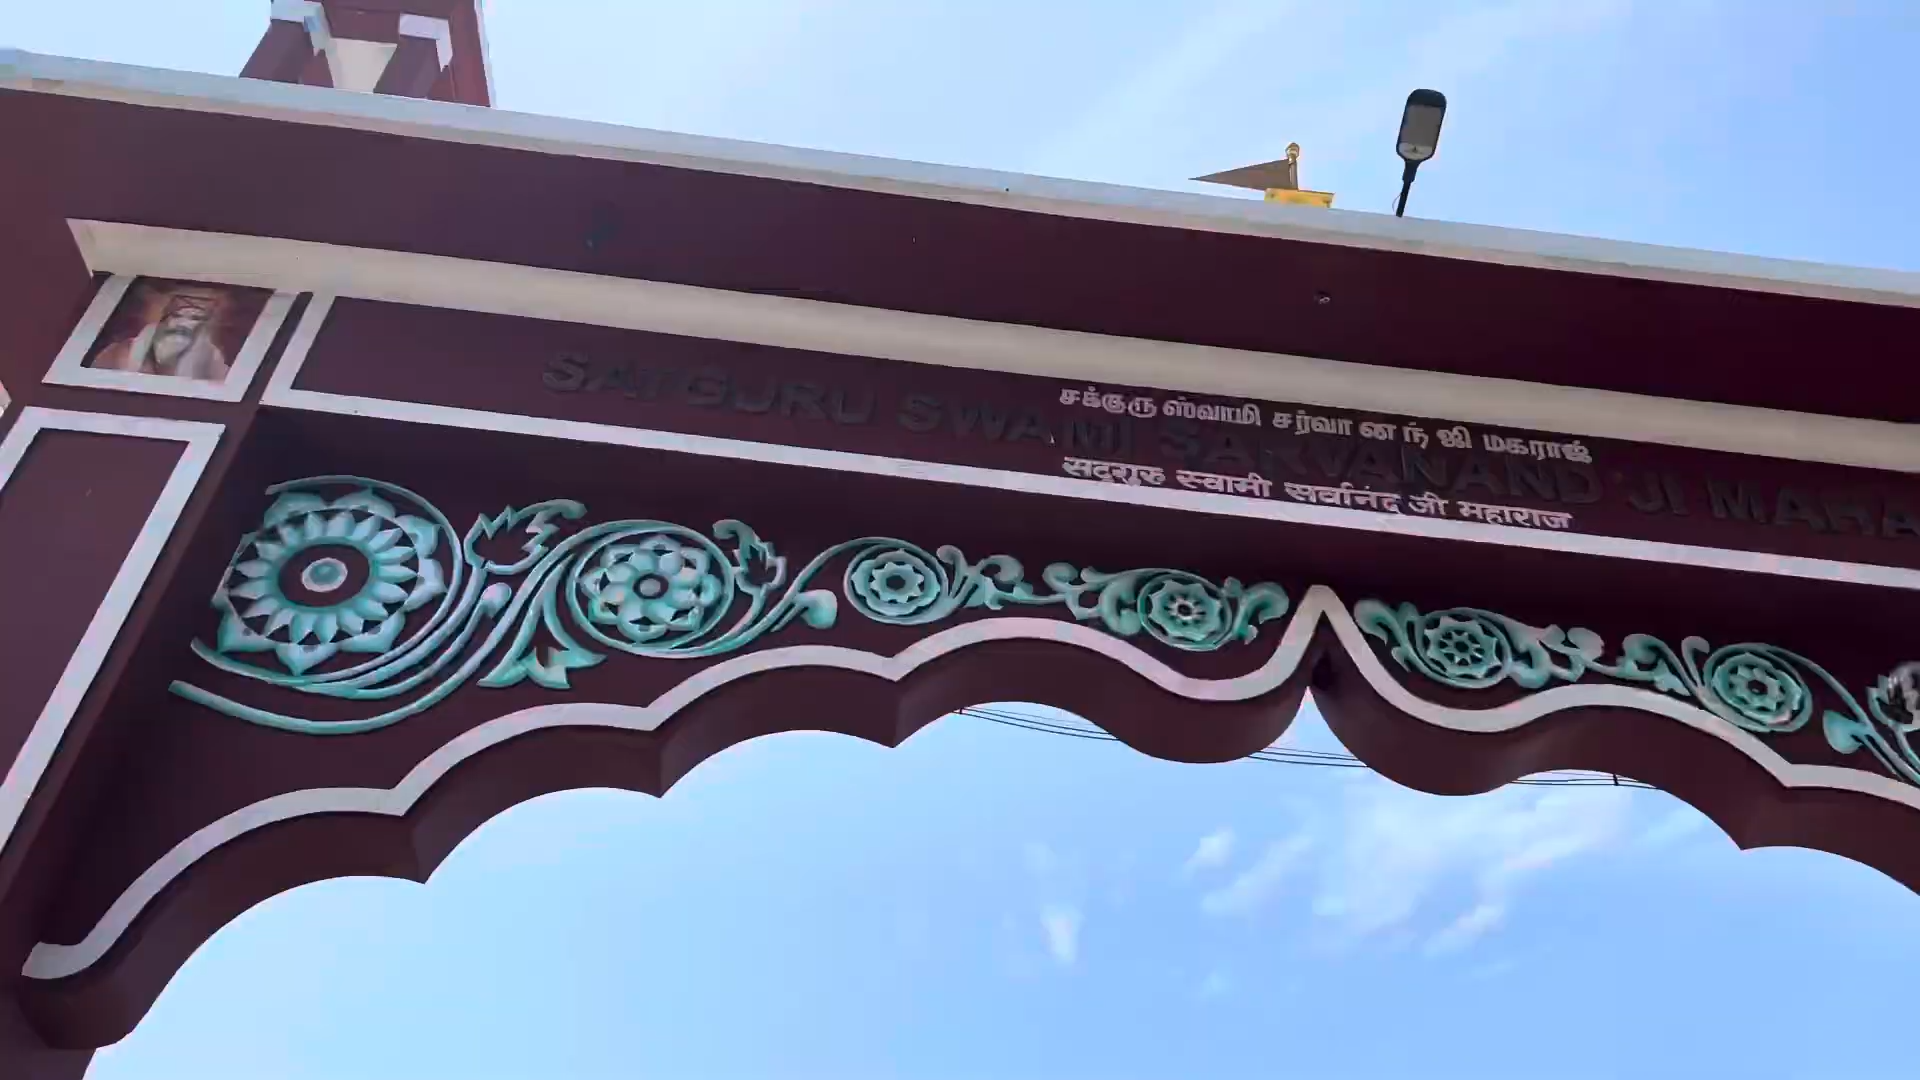 சக்குரு ஸ்வாமி சர்வானந் ஜி மகராஜ்
SATGURU SWAMI SARVANAND JI MAHA
सद्गुरु स्वामी सर्वानंद जी महाराज